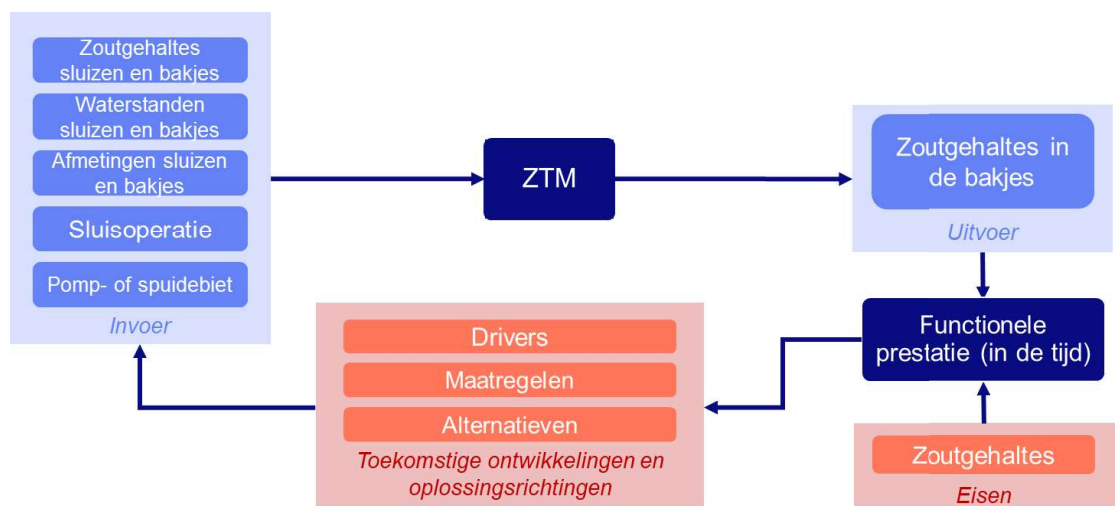 Zoutgehaltes
sluizen en bakjes
Waterstanden
sluizen en bakjes
Afmetingen sluizen
en bakjes
Sluisoperatie
Pomp- of spuidebiet
Invoer
ZTM
Zoutgehaltes in
de bakjes
Uitvoer
Functionele
prestatie (in de tijd)
Zoutgehaltes
Eisen
Drivers
Maatregelen
Alternatieven
Toekomstige ontwikkelingen en
oplossingsrichtingen